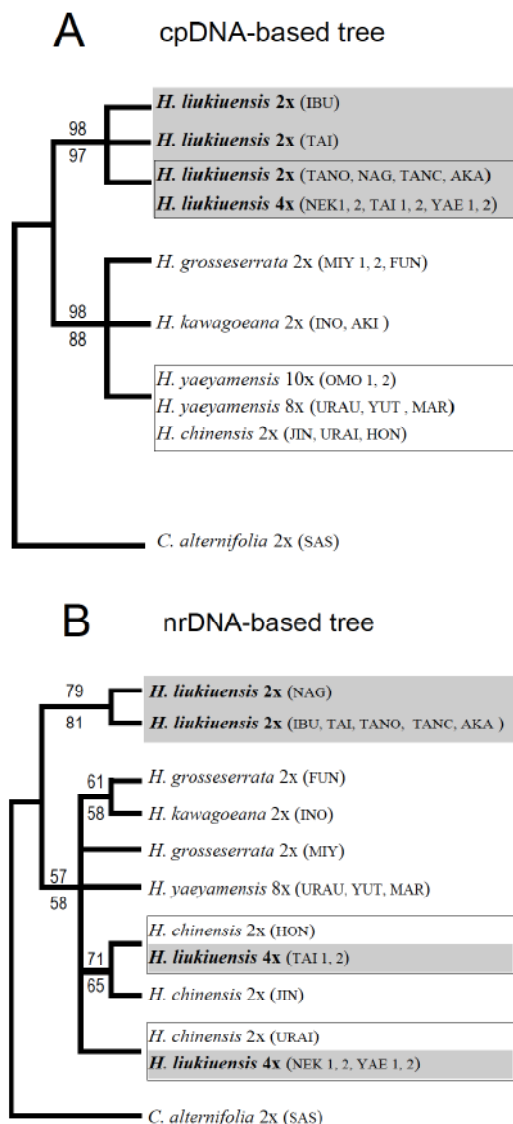 A cpDNA-based tree
H. liukiuensis 2x (IBU)
98
H. liukiuensis 2x (TAI)
97
H. liukiuensis 2x (TANO, NAG, TANC, AKA)
H. liukiuensis 4x (NEK1, 2, TAI 1, 2, YAE 1, 2)
H. grosseserrata 2x (MIY 1, 2, FUN)
98
H. kawagoeana 2x (INO, AKI )
88
H. yaeyamensis 10x (OMO 1, 2)
H. yaeyamensis 8x (URAU, YUT , MAR)
H. chinensis 2x (JIN, URAI, HON)
C. alternifolia 2x (SAS)
B nrDNA-based tree
79
H. liukiuensis 2x (NAG)
81
H. liukiuensis 2x (IBU, TAI, TANO, TANC, AKA )
61
H. grosseserrata 2x (FUN)
58
H. kawagoeana 2x (INO)
H. grosseserrata 2x (MIY)
57
H. yaeyamensis 8x (URAU, YUT, MAR)
58
H. chinensis 2x (HON)
71
H. liukiuensis 4x (TAI 1, 2)
65
H. chinensis 2x (JIN)
H. chinensis 2x (URAI)
H. liukiuensis 4x (NEK 1, 2, YAE 1, 2)
C. alternifolia 2x (SAS)